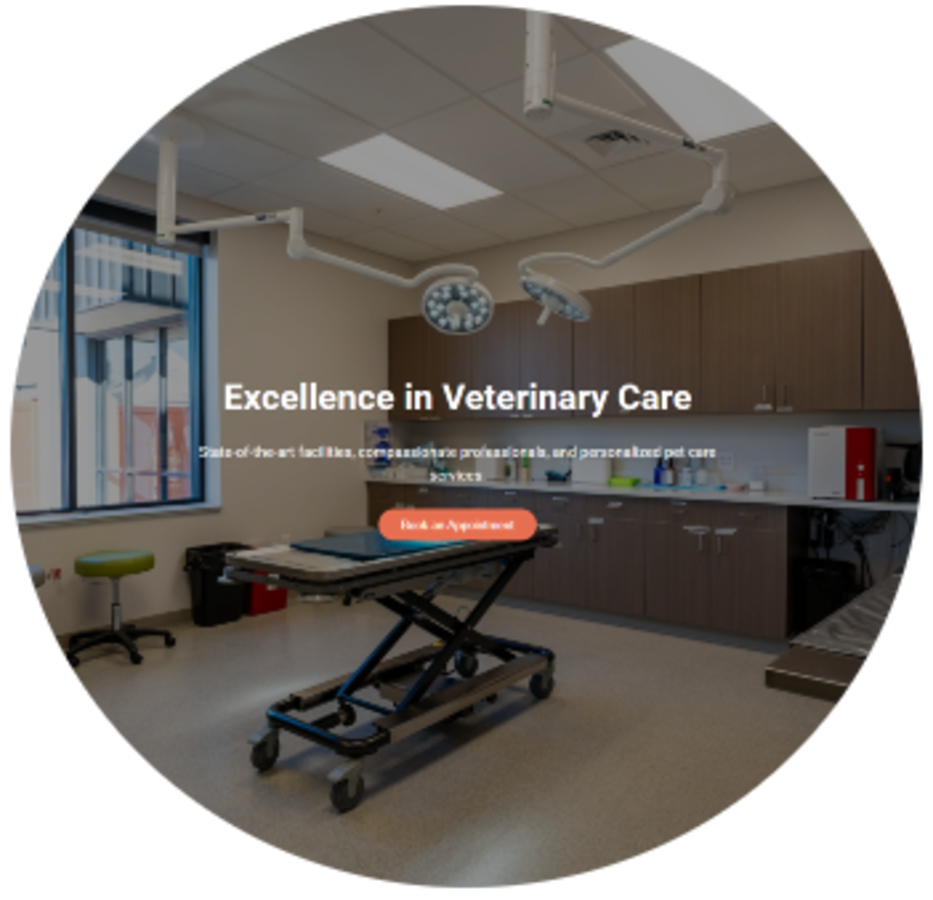 Excellence in Veterinary Care
State-of-the-art facilities, compassionate professionals, and personalized pet care
services
Book an Appointment